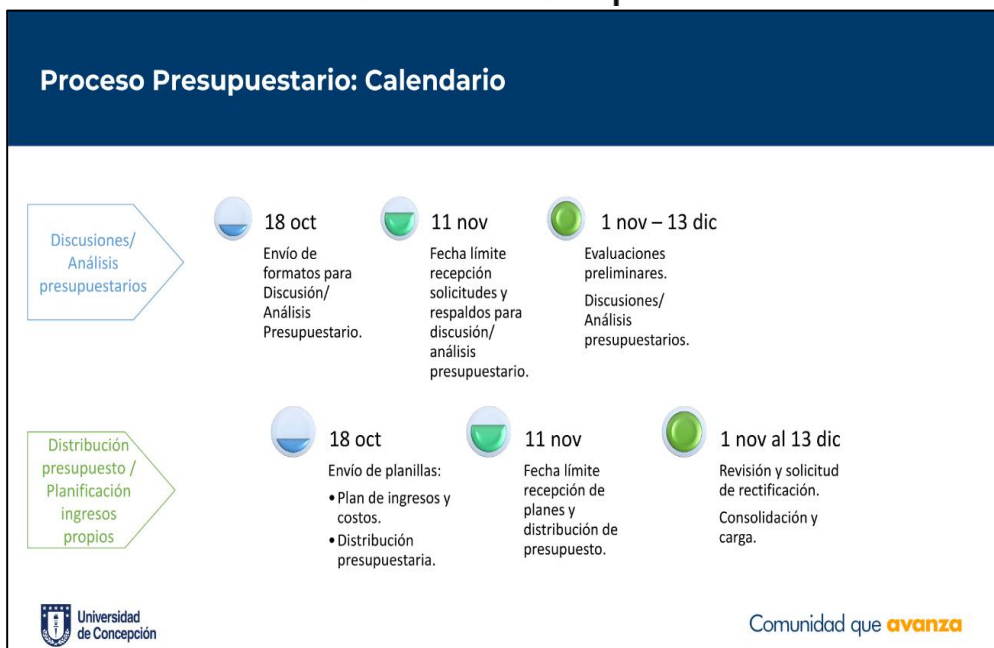 Proceso Presupuestario: Calendario
Discusiones/
Análisis
presupuestarios
18 oct
Envío de
formatos para
Discusión/
Análisis
Presupuestario.
11 nov
Fecha límite
recepción
solicitudes y
respaldos para
discusión/
análisis
presupuestario.
1 nov – 13 dic
Evaluaciones
preliminares.
Discusiones/
Análisis
presupuestarios.
Distribución
presupuesto /
Planificación
ingresos
propios
18 oct
Envío de planillas:
•Plan de ingresos y
costos.
•Distribución
presupuestaria.
11 nov
Fecha límite
recepción de
planes y
distribución de
presupuesto.
1 nov al 13 dic
Revisión y solicitud
de rectificación.
Consolidación y
carga.
Universidad
de Concepción
Comunidad que avanza